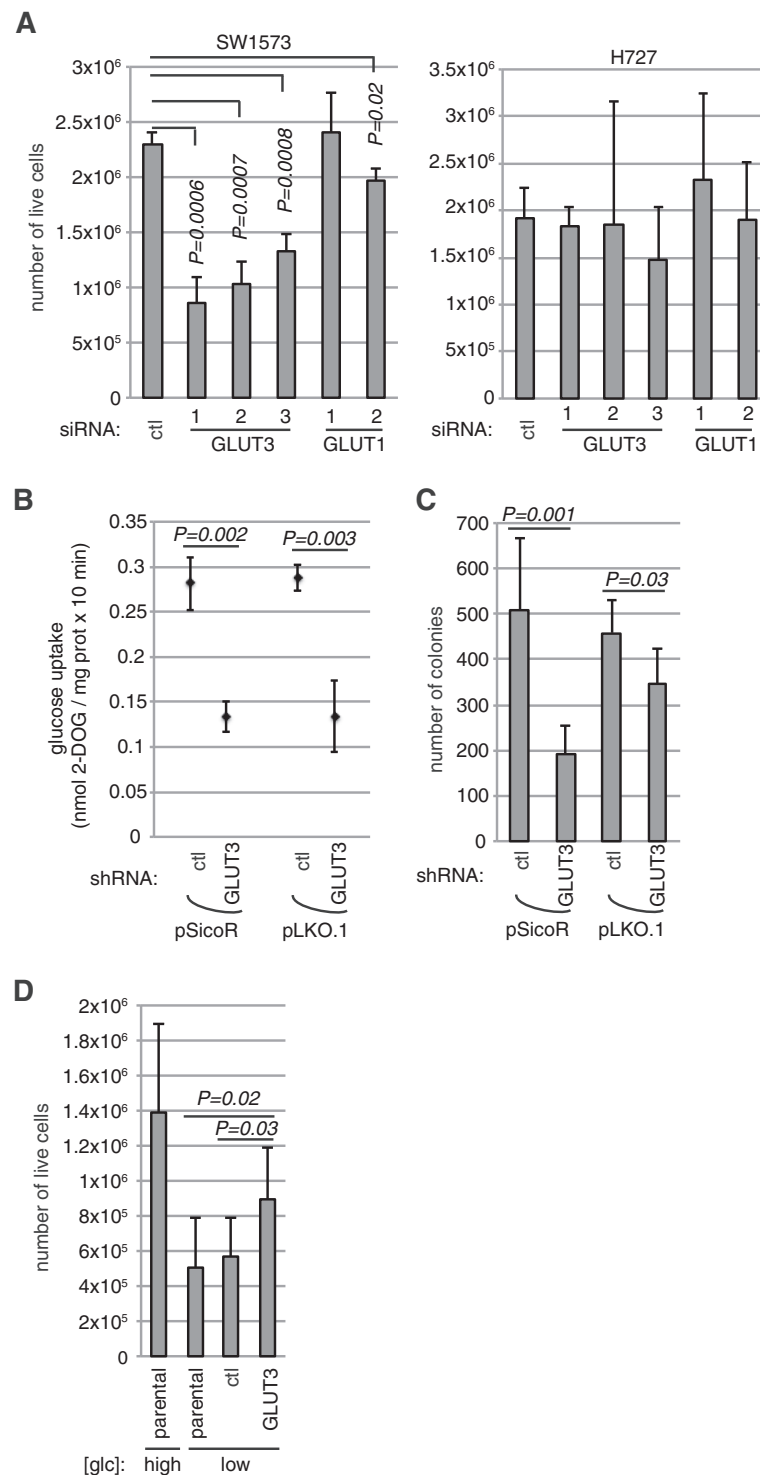 A
SW1573
3x10⁶
2.5x10⁶
2x10⁶
1.5x10⁶
1x10⁶
5x10⁵
0
number of live cells
P=0.0006
P=0.0007
P=0.0008
P=0.02
siRNA:
ctl
1 2 3 1 2
GLUT3 GLUT1
H727
3.5x10⁶
3x10⁶
2.5x10⁶
2x10⁶
1.5x10⁶
1x10⁶
5x10⁵
0
siRNA:
ctl
1 2 3 1 2
GLUT3 GLUT1
B
0.35
0.3
0.25
0.2
0.15
0.1
0.05
0
glucose uptake
(nmol 2-DOG / mg prot x 10 min)
P=0.002
P=0.003
shRNA:
ctl
GLUT3
ctl
GLUT3
pSicoR pLKO.1
C
700
600
500
400
300
200
100
0
number of colonies
P=0.001
P=0.03
shRNA:
ctl
GLUT3
ctl
GLUT3
pSicoR pLKO.1
D
2x10⁶
1.8x10⁶
1.6x10⁶
1.4x10⁶
1.2x10⁶
1x10⁶
8x10⁵
6x10⁵
4x10⁵
2x10⁵
0
number of live cells
P=0.02
P=0.03
parental
parental
ctl
GLUT3
[glc]: high low